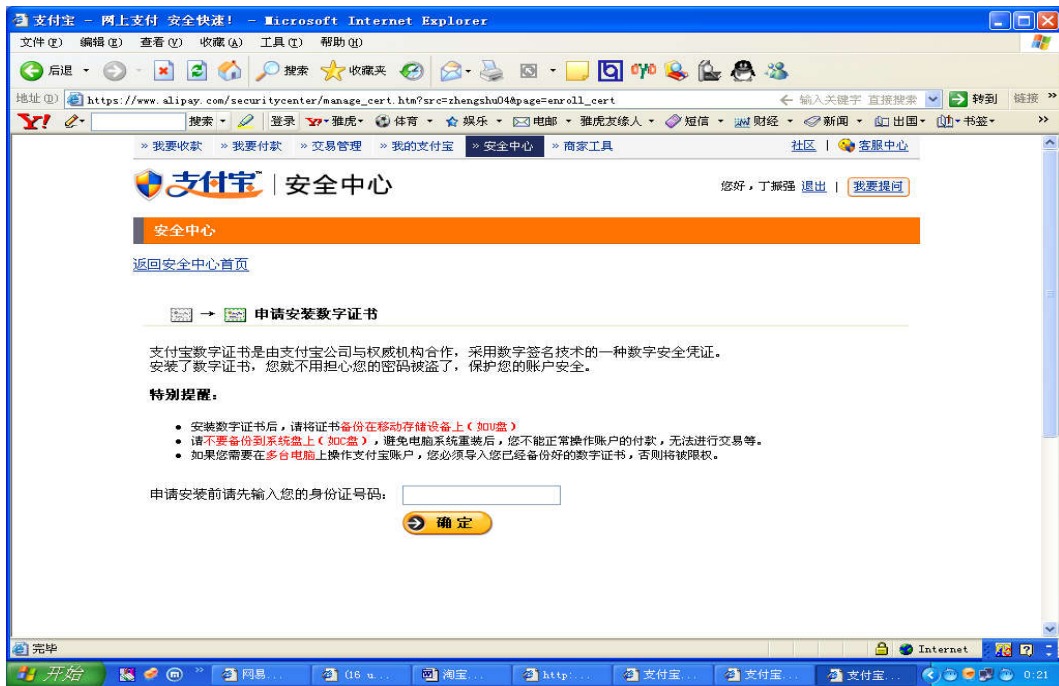 支付宝 - 网上支付 安全快速! - Microsoft Internet Explorer
文件(F) 编辑(E) 查看(V) 收藏(A) 工具(T) 帮助(H)
后退 搜索 收藏夹
地址(D) https://www.alipay.com/securitycenter/manage_cert.htm?src=zhengshu04&page=enroll_cert 输入关键字 直接搜索 转到 链接 »
Y! 搜索 登录 雅虎 体育 娱乐 电邮 雅虎友缘人 短信 财经 新闻 出国 书签 »
» 我要收款 » 我要付款 » 交易管理 » 我的支付宝 » 安全中心 » 商家工具 社区 | 客服中心
支付宝 | 安全中心 您好，丁振强 退出 | 我要提问
安全中心
返回安全中心首页
→ 申请安装数字证书
支付宝数字证书是由支付宝公司与权威机构合作，采用数字签名技术的一种数字安全凭证。
安装了数字证书，您就不用担心您的密码被盗了，保护您的账户安全。
特别提醒：
• 安装数字证书后，请将证书备份在移动存储设备上（如U盘）
• 请不要备份到系统盘上（如C盘），避免电脑系统重装后，您不能正常操作账户的付款，无法进行交易等。
• 如果您需要在多台电脑上操作支付宝账户，您必须导入您已经备份好的数字证书，否则将被限权。
申请安装前请先输入您的身份证号码：
确 定
完毕 Internet
开始 » 网易... (16 u... 淘宝... http:... 支付宝... 支付宝... 支付宝... 0:21